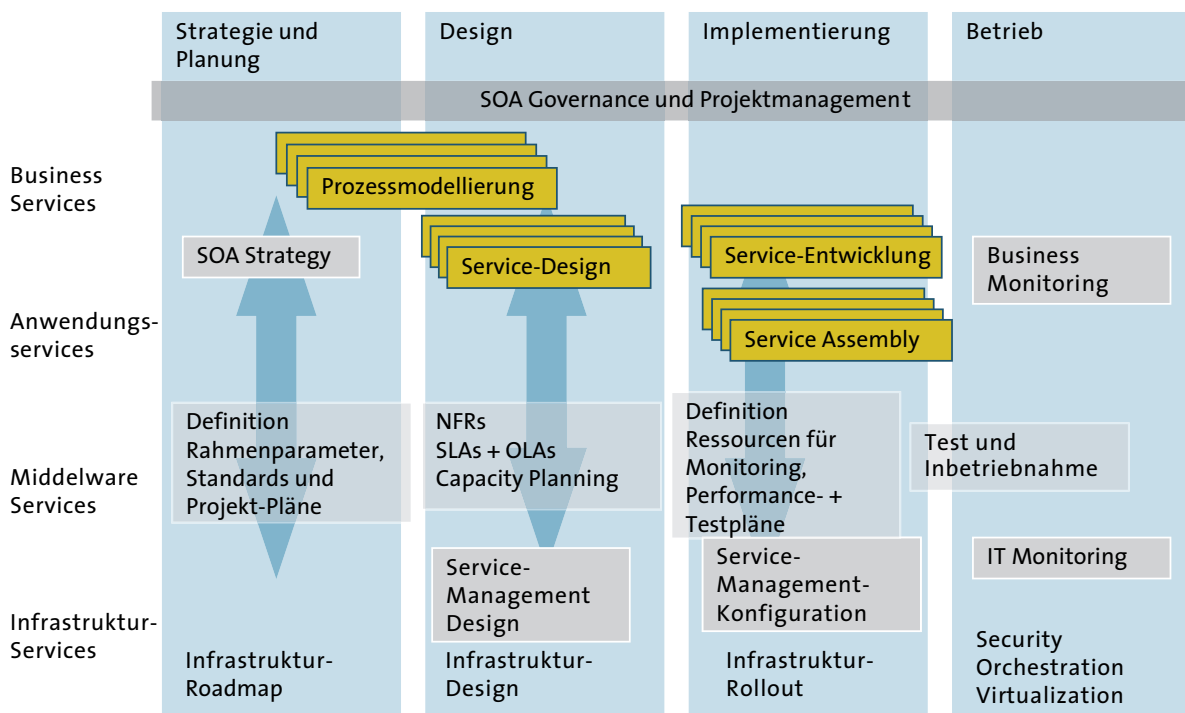 Strategie und
Planung
Design
Implementierung
Betrieb
SOA Governance und Projektmanagement
Business
Services
Prozessmodellierung
SOA Strategy
Service-Design
Service-Entwicklung
Business
Monitoring
Anwendungs-
services
Service Assembly
Middelware
Services
Definition
Rahmenparameter,
Standards und
Projekt-Pläne
NFRs
SLAs + OLAs
Capacity Planning
Definition
Ressourcen für
Monitoring,
Performance- +
Testpläne
Test und
Inbetriebnahme
Infrastruktur-
Services
Service-
Management
Design
Service-
Management-
Konfiguration
IT Monitoring
Infrastruktur-
Roadmap
Infrastruktur-
Design
Infrastruktur-
Rollout
Security
Orchestration
Virtualization